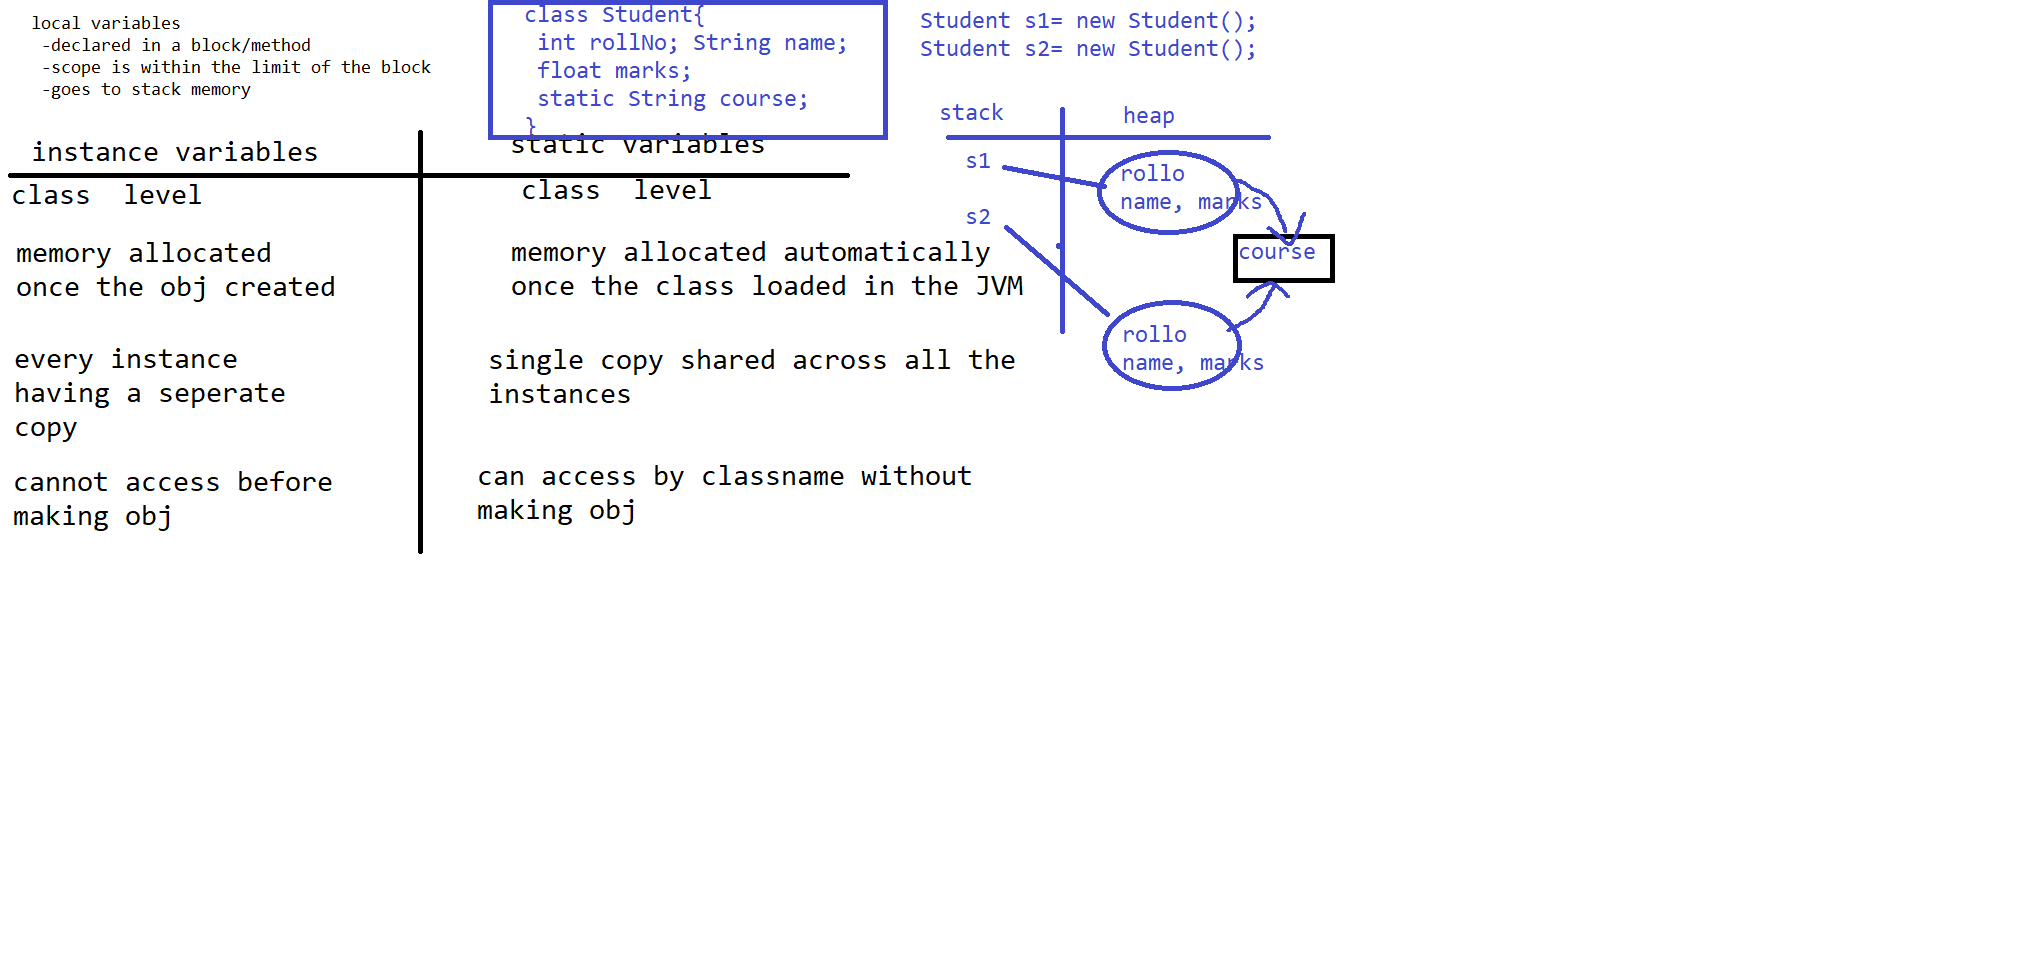 local variables
-declared in a block/method
-scope is within the limit of the block
-goes to stack memory
class Student{
int rollNo; String name;
float marks;
static String course;
}
Student s1= new Student();
Student s2= new Student();
instance variables
static variables
class level
class level
memory allocated
once the obj created
memory allocated automatically
once the class loaded in the JVM
every instance
having a seperate
copy
single copy shared across all the
instances
cannot access before
making obj
can access by classname without
making obj
stack
heap
s1
rollo
name, marks
s2
course
rollo
name, marks